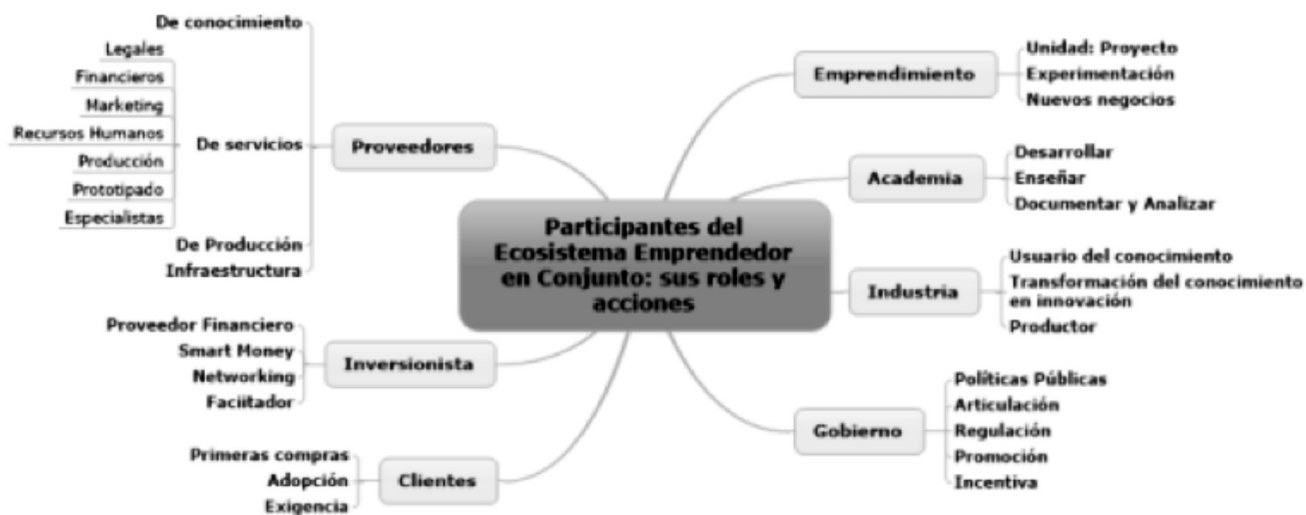 De conocimiento
Legales
Financieros
Marketing
Recursos Humanos
Producción
Prototipado
Especialistas
De servicios
De Producción
Infraestructura
Proveedores
Proveedor Financiero
Smart Money
Networking
Faciitador
Inversionista
Primeras compras
Adopción
Exigencia
Clientes
Participantes del
Ecosistema Emprendedor
en Conjunto: sus roles y
acciones
Emprendimiento
Unidad: Proyecto
Experimentación
Nuevos negocios
Academia
Desarrollar
Enseñar
Documentar y Analizar
Industria
Usuario del conocimiento
Transformación del conocimiento
en innovación
Productor
Gobierno
Políticas Públicas
Articulación
Regulación
Promoción
Incentiva